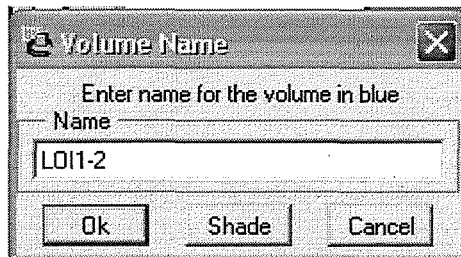 Volume Name
Enter name for the volume in blue
Name
LOI1-2
Ok
Shade
Cancel